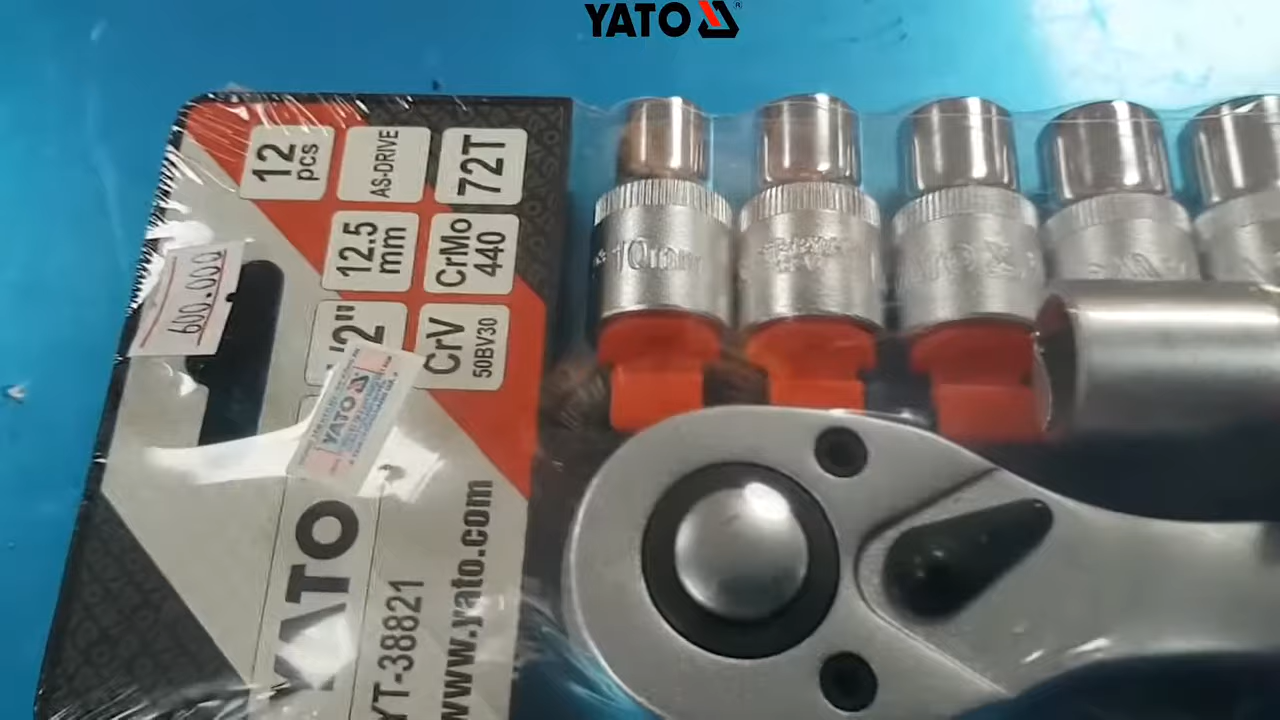 YATO
12 pcs
AS-DRIVE
72T
12.5 mm
CrMo 440
CrV 50BV30
600.000
YATO
YATO
YT-38821
www.yato.com
10mm